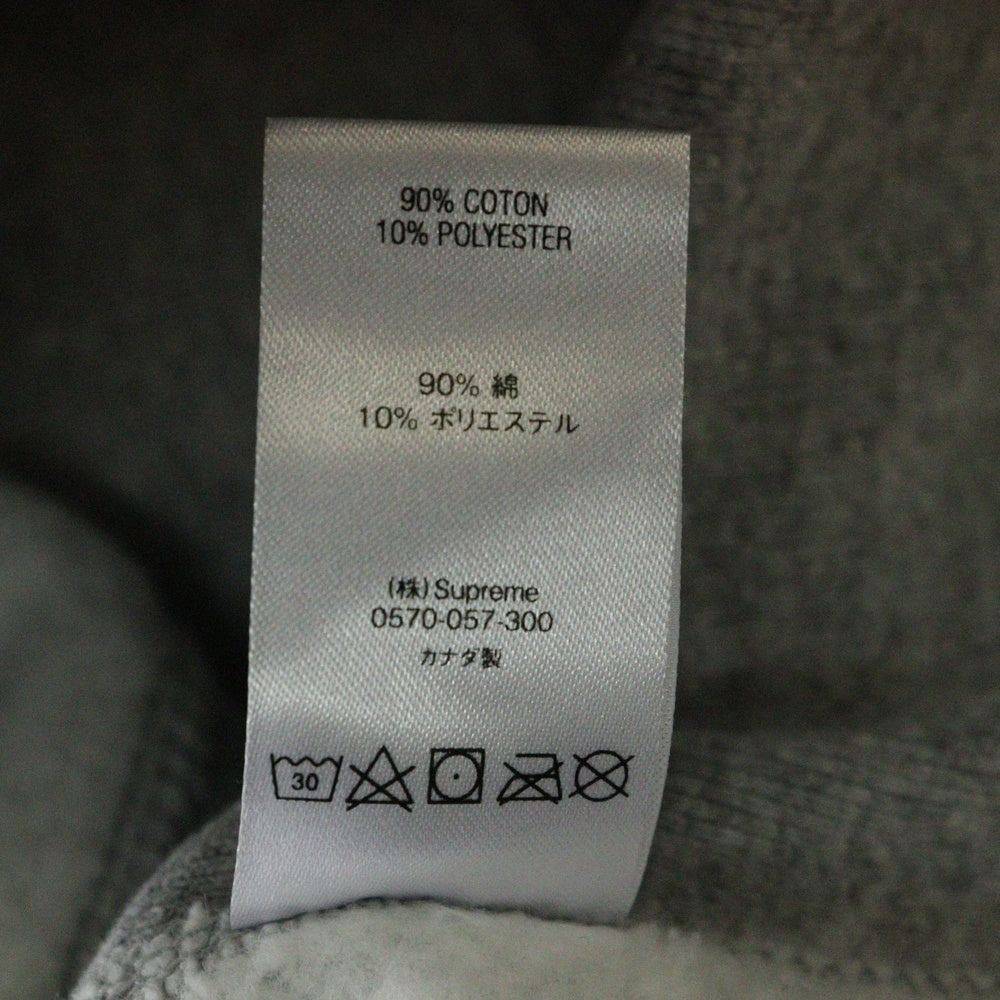 90% COTON
10% POLYESTER
90% 綿
10% ポリエステル
(株)Supreme
0570-057-300
カナダ製
30